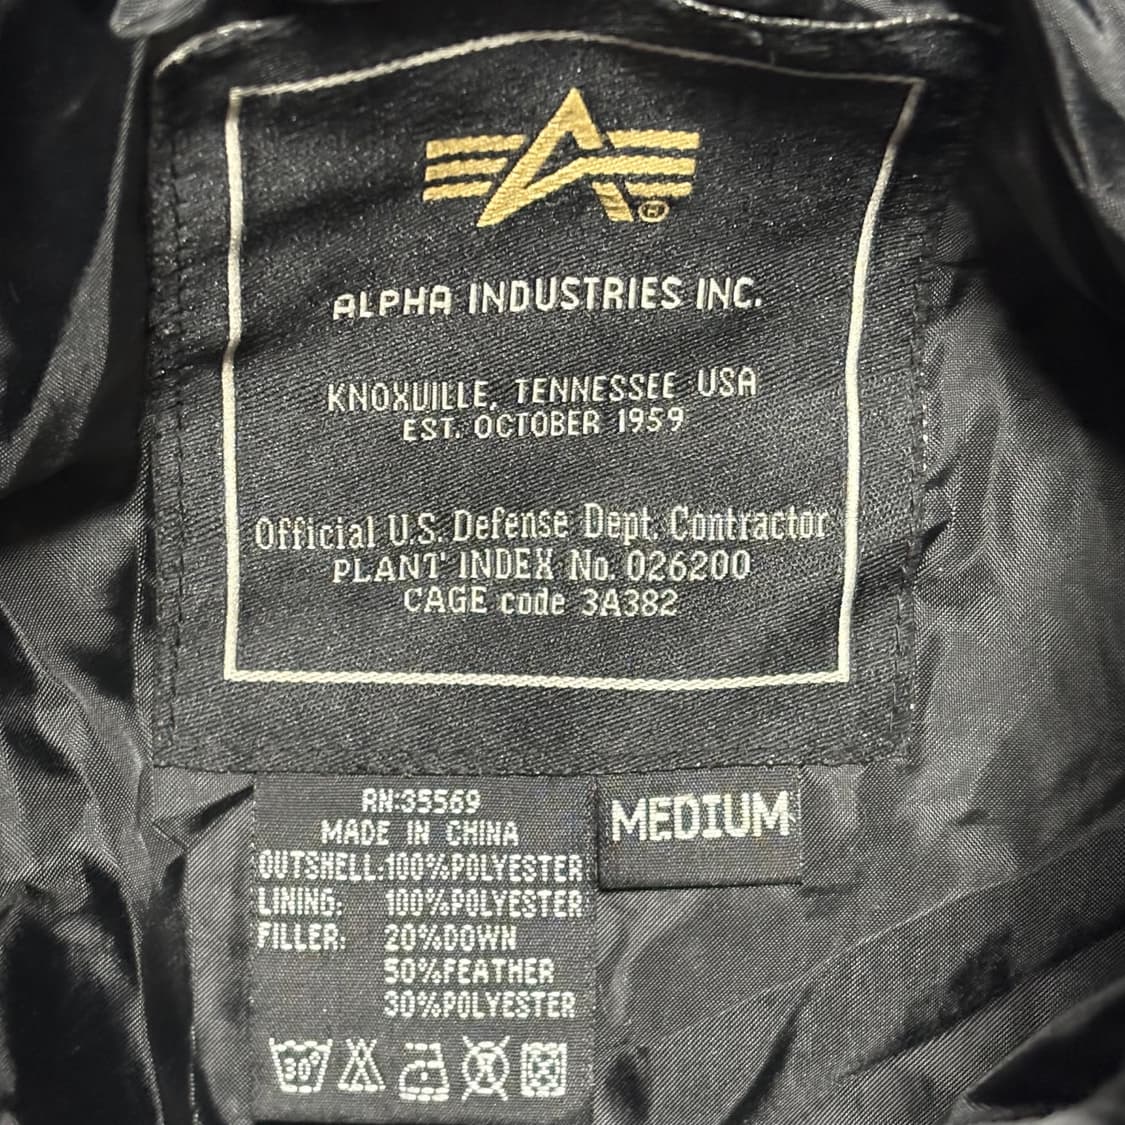 ALPHA INDUSTRIES INC.
KNOXVILLE, TENNESSEE USA
EST. OCTOBER 1959
Official U.S. Defense Dept. Contractor
PLANT INDEX No. 026200
CAGE code 3A382
RN:35569
MADE IN CHINA
OUTSHELL:100%POLYESTER
LINING: 100%POLYESTER
FILLER: 20%DOWN
50%FEATHER
30%POLYESTER
MEDIUM
30°